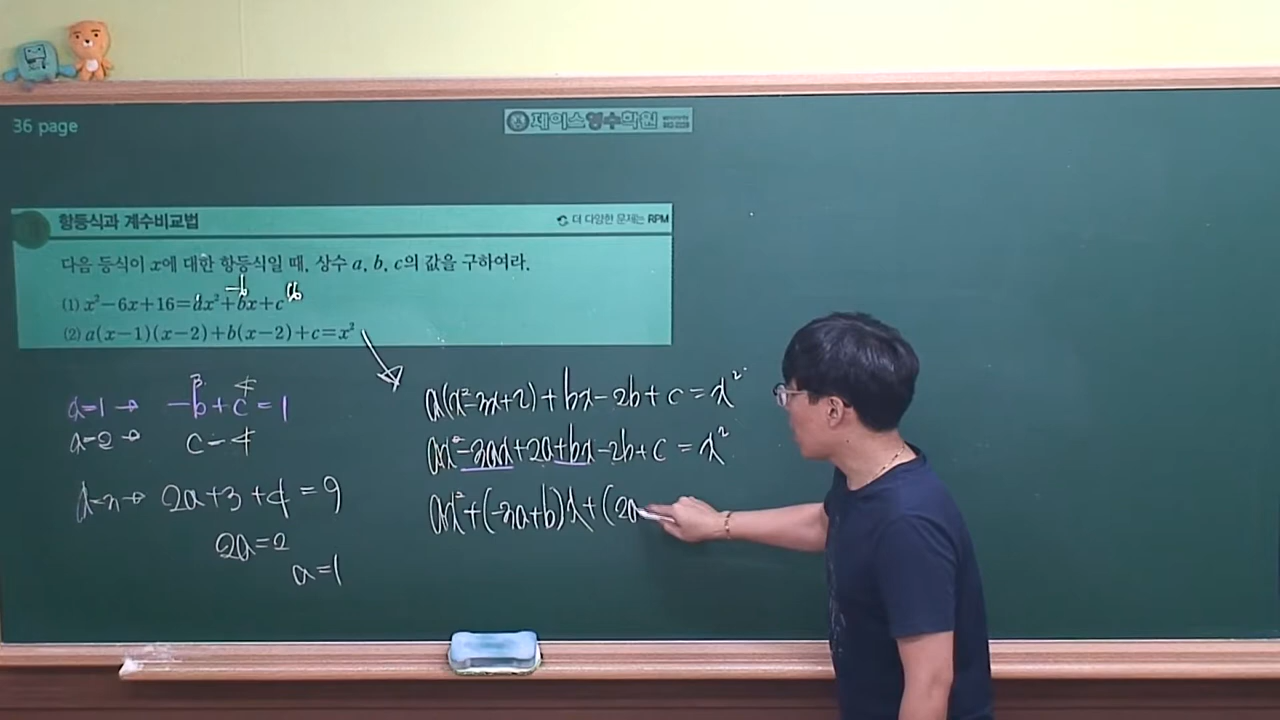 36 page
제이스영수학원
항등식과 계수비교법
더 다양한 문제는 RPM
다음 등식이 x에 대한 항등식일 때, 상수 a, b, c의 값을 구하여라.
-6 16
(1) x²-6x+16=ax²+bx+c
(2) a(x-1)(x-2)+b(x-2)+c=x²
3 4
x=1 → -b+c=1
x=2 → c=4
x=x → 2a+3+4=9
2a=2
a=1
a(x²-3x+2)+bx-2b+c=x²
ax²-3ax+2a+bx-2b+c=x²
ax²+(-3a+b)x+(2a